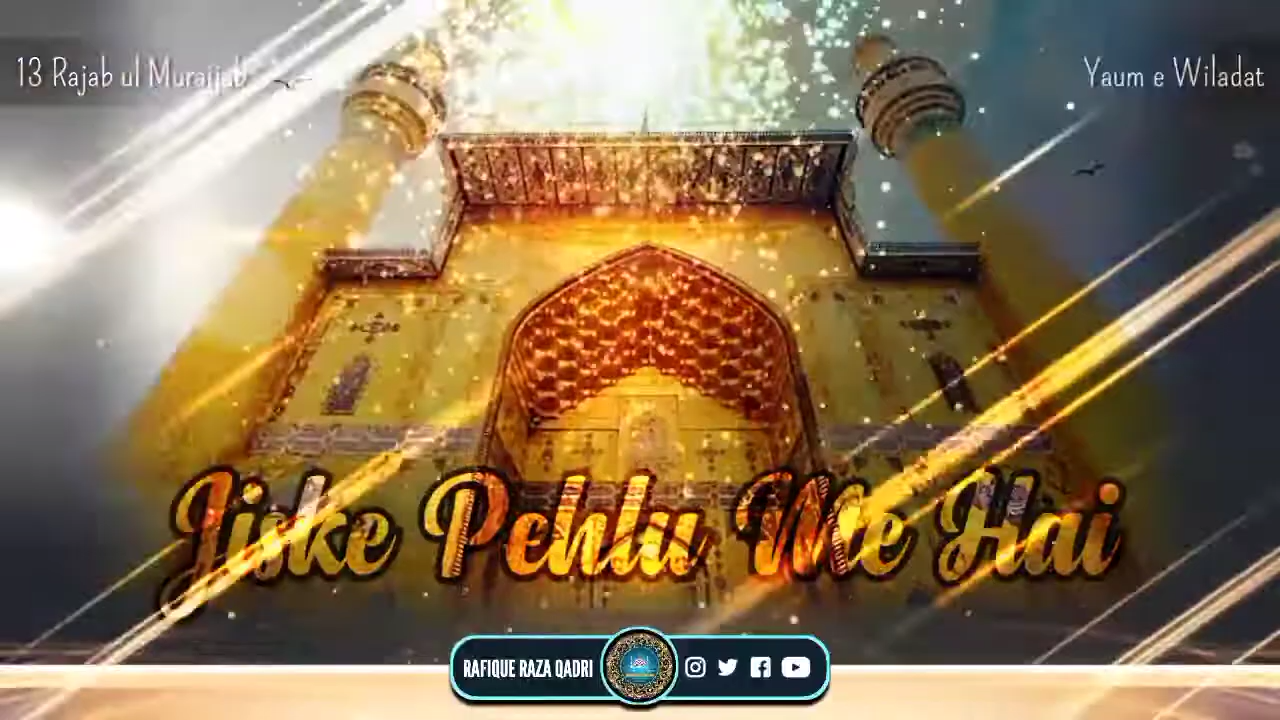 13 Rajab ul Murajjab
Yaum e Wiladat
Jiske Pehlu Me Hai
RAFIQUE RAZA QADRI